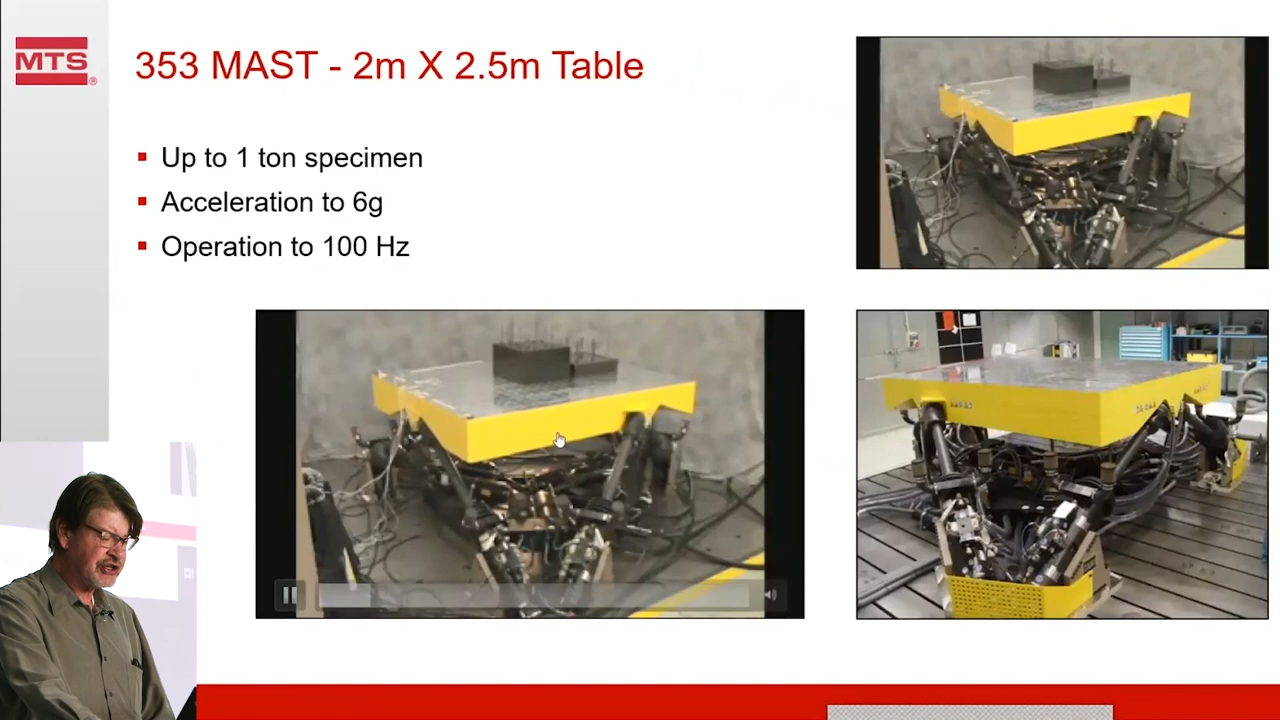 MTS®
353 MAST - 2m X 2.5m Table
Up to 1 ton specimen
Acceleration to 6g
Operation to 100 Hz